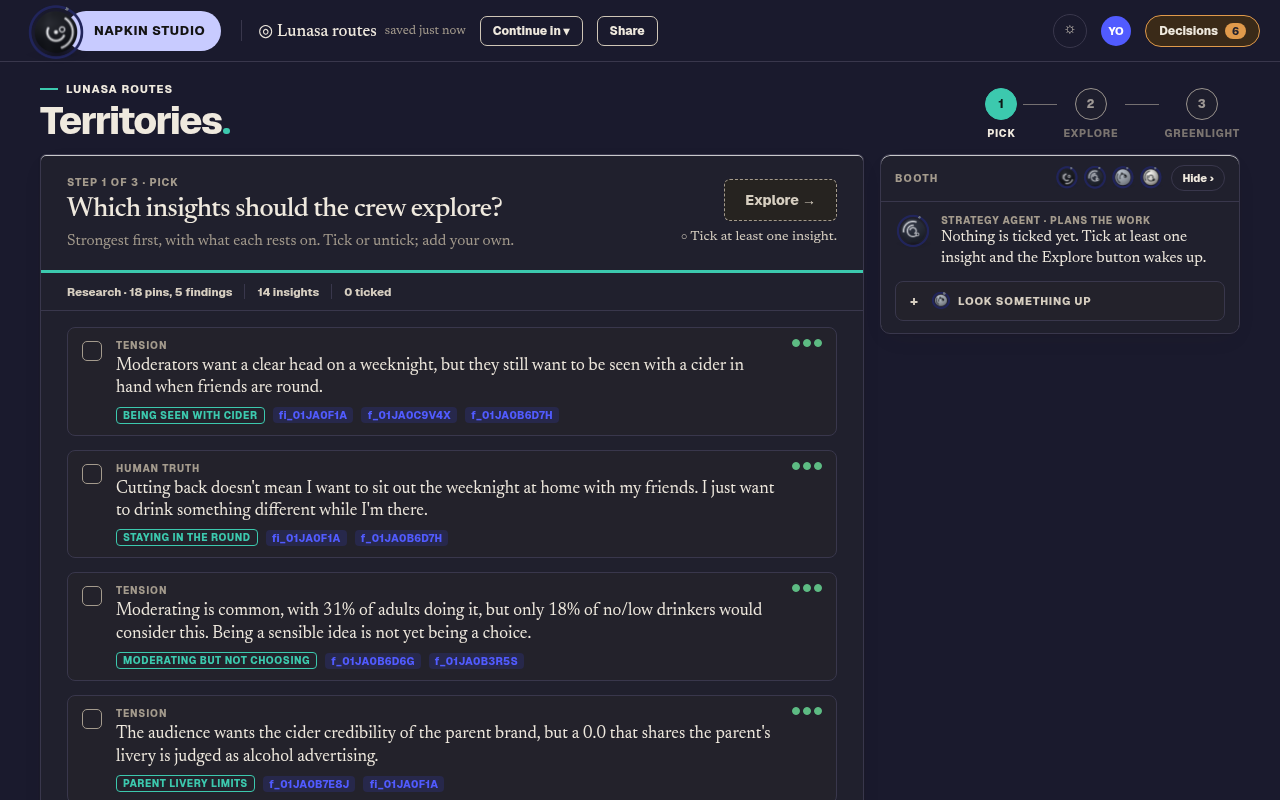 NAPKIN STUDIO
Lunasa routes
saved just now
Continue in ▾
Share
YO
Decisions 6
LUNASA ROUTES
Territories.
1
2
3
PICK
EXPLORE
GREENLIGHT
STEP 1 OF 3 · PICK
Which insights should the crew explore?
Strongest first, with what each rests on. Tick or untick; add your own.
Explore →
○ Tick at least one insight.
Research · 18 pins, 5 findings
14 insights
0 ticked
TENSION
Moderators want a clear head on a weeknight, but they still want to be seen with a cider in
hand when friends are round.
BEING SEEN WITH CIDER fi_01JA0F1A f_01JA0C9V4X f_01JA0B6D7H
HUMAN TRUTH
Cutting back doesn't mean I want to sit out the weeknight at home with my friends. I just want
to drink something different while I'm there.
STAYING IN THE ROUND fi_01JA0F1A f_01JA0B6D7H
TENSION
Moderating is common, with 31% of adults doing it, but only 18% of no/low drinkers would
consider this. Being a sensible idea is not yet being a choice.
MODERATING BUT NOT CHOOSING f_01JA0B6D6G f_01JA0B3R5S
TENSION
The audience wants the cider credibility of the parent brand, but a 0.0 that shares the parent's
livery is judged as alcohol advertising.
PARENT LIVERY LIMITS f_01JA0B7E8J fi_01JA0F1A
BOOTH
Hide ›
STRATEGY AGENT · PLANS THE WORK
Nothing is ticked yet. Tick at least one
insight and the Explore button wakes up.
+ LOOK SOMETHING UP